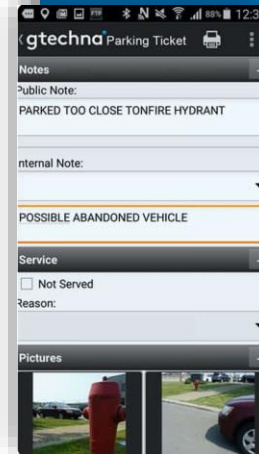 88% 12:3
gtechna Parking Ticket
Notes
Public Note:
PARKED TOO CLOSE TONFIRE HYDRANT
Internal Note:
POSSIBLE ABANDONED VEHICLE
Service
Not Served
Reason:
Pictures